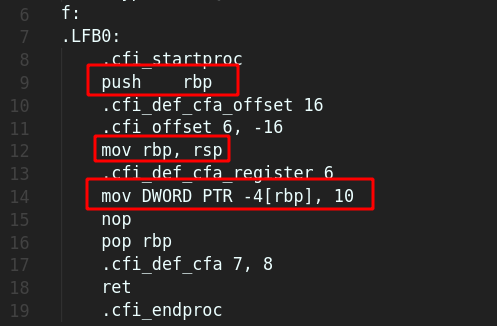 6 f:
7 .LFB0:
8 .cfi_startproc
9 push rbp
10 .cfi_def_cfa_offset 16
11 .cfi_offset 6, -16
12 mov rbp, rsp
13 .cfi_def_cfa_register 6
14 mov DWORD PTR -4[rbp], 10
15 nop
16 pop rbp
17 .cfi_def_cfa 7, 8
18 ret
19 .cfi_endproc